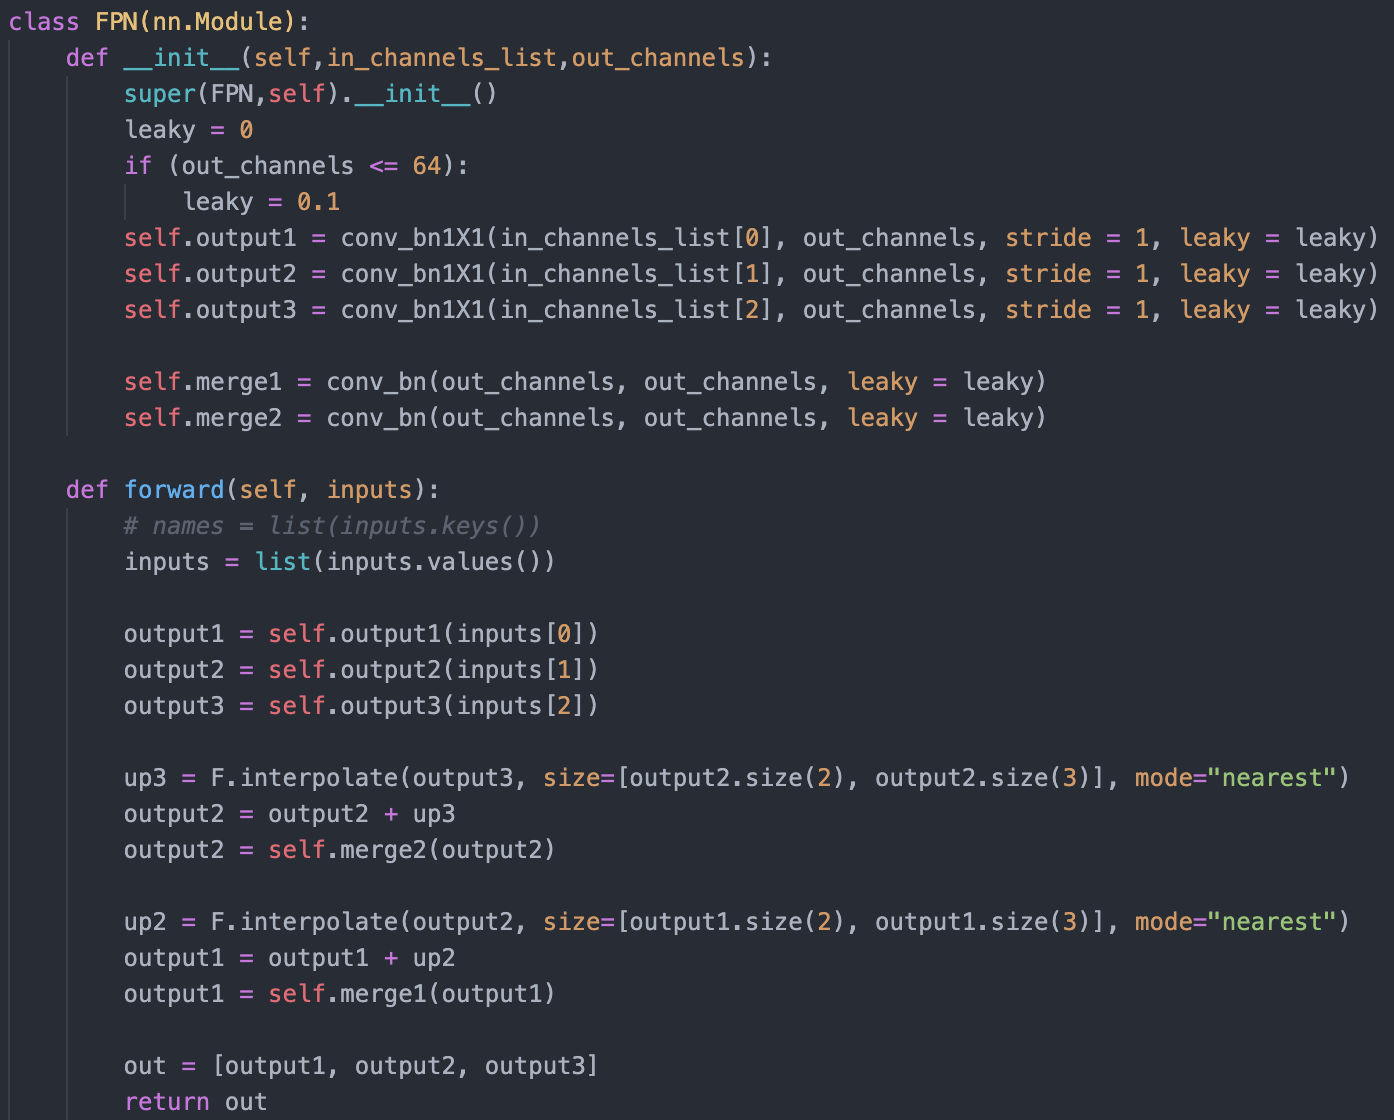 class FPN(nn.Module):
    def __init__(self,in_channels_list,out_channels):
        super(FPN,self).__init__()
        leaky = 0
        if (out_channels <= 64):
            leaky = 0.1
        self.output1 = conv_bn1X1(in_channels_list[0], out_channels, stride = 1, leaky = leaky)
        self.output2 = conv_bn1X1(in_channels_list[1], out_channels, stride = 1, leaky = leaky)
        self.output3 = conv_bn1X1(in_channels_list[2], out_channels, stride = 1, leaky = leaky)

        self.merge1 = conv_bn(out_channels, out_channels, leaky = leaky)
        self.merge2 = conv_bn(out_channels, out_channels, leaky = leaky)

    def forward(self, inputs):
        # names = list(inputs.keys())
        inputs = list(inputs.values())

        output1 = self.output1(inputs[0])
        output2 = self.output2(inputs[1])
        output3 = self.output3(inputs[2])

        up3 = F.interpolate(output3, size=[output2.size(2), output2.size(3)], mode="nearest")
        output2 = output2 + up3
        output2 = self.merge2(output2)

        up2 = F.interpolate(output2, size=[output1.size(2), output1.size(3)], mode="nearest")
        output1 = output1 + up2
        output1 = self.merge1(output1)

        out = [output1, output2, output3]
        return out